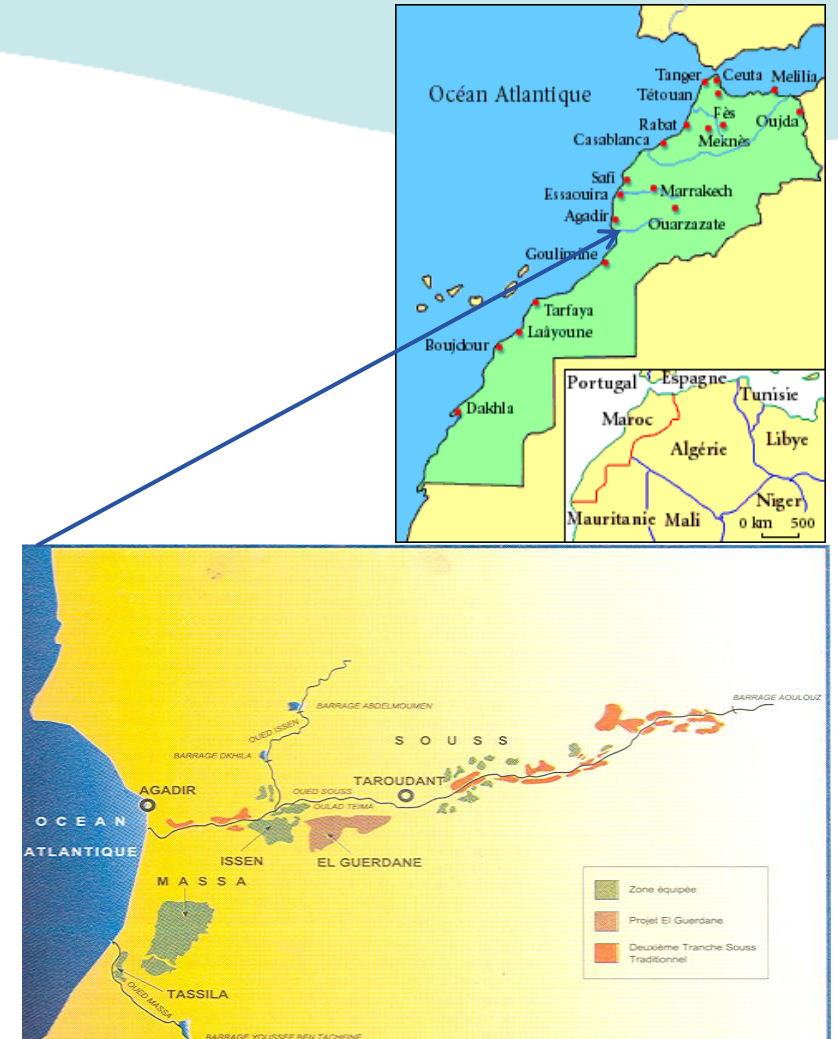 Océan Atlantique
Tanger
Ceuta
Melilia
Tétouan
Fès
Rabat
Oujda
Casablanca
Meknès
Safi
Marrakech
Essaouira
Agadir
Ouarzazate
Goulimine
Tarfaya
Laâyoune
Boujdour
Dakhla
Portugal
Espagne
Tunisie
Maroc
Algérie
Libye
Niger
Mauritanie
Mali
0 km 500
BARRAGE AOULOUZ
BARRAGE ABDELMOUMEN
OUED ISSEN
S O U S S
BARRAGE DKHILA
TAROUDANT
AGADIR
OUED SOUSS
OULAD TEIMA
OCEAN
ATLANTIQUE
ISSEN
EL GUERDANE
M A S S A
Zone équipée
Projet El Guerdane
Deuxième Tranche Souss
Traditionnel
TASSILA
OUED MASSA
BARRAGE YOUSSEF BEN TACHFINE